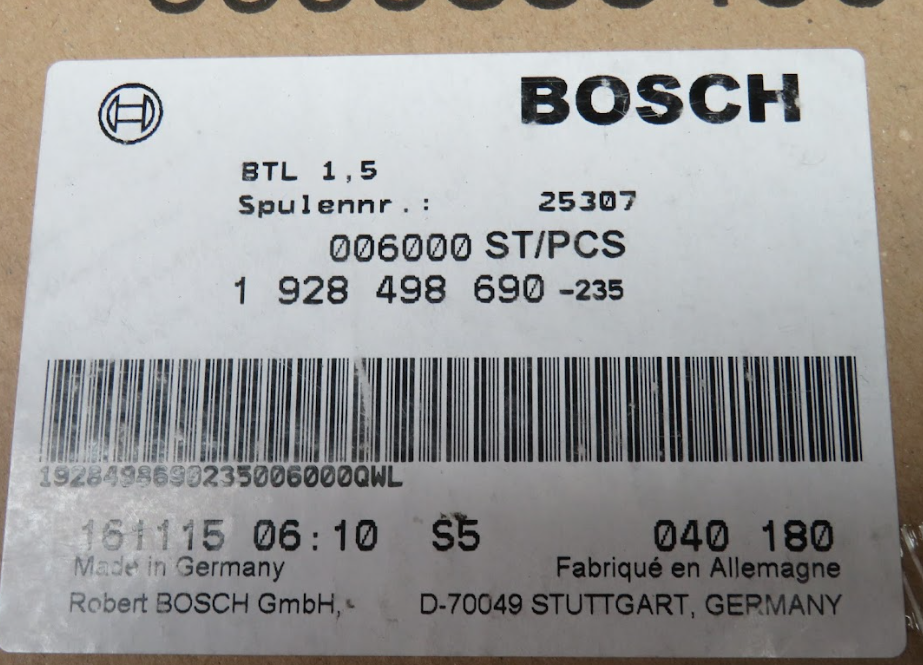 BOSCH
BTL 1,5
Spulennr.: 25307
006000 ST/PCS
1 928 498 690 -235
1928498690235006000QWL
161115 06:10 S5 040 180
Made in Germany Fabriqué en Allemagne
Robert BOSCH GmbH, D-70049 STUTTGART, GERMANY